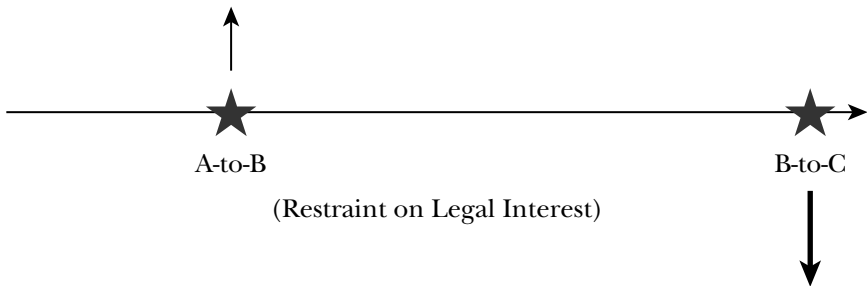 A-to-B
B-to-C
(Restraint on Legal Interest)